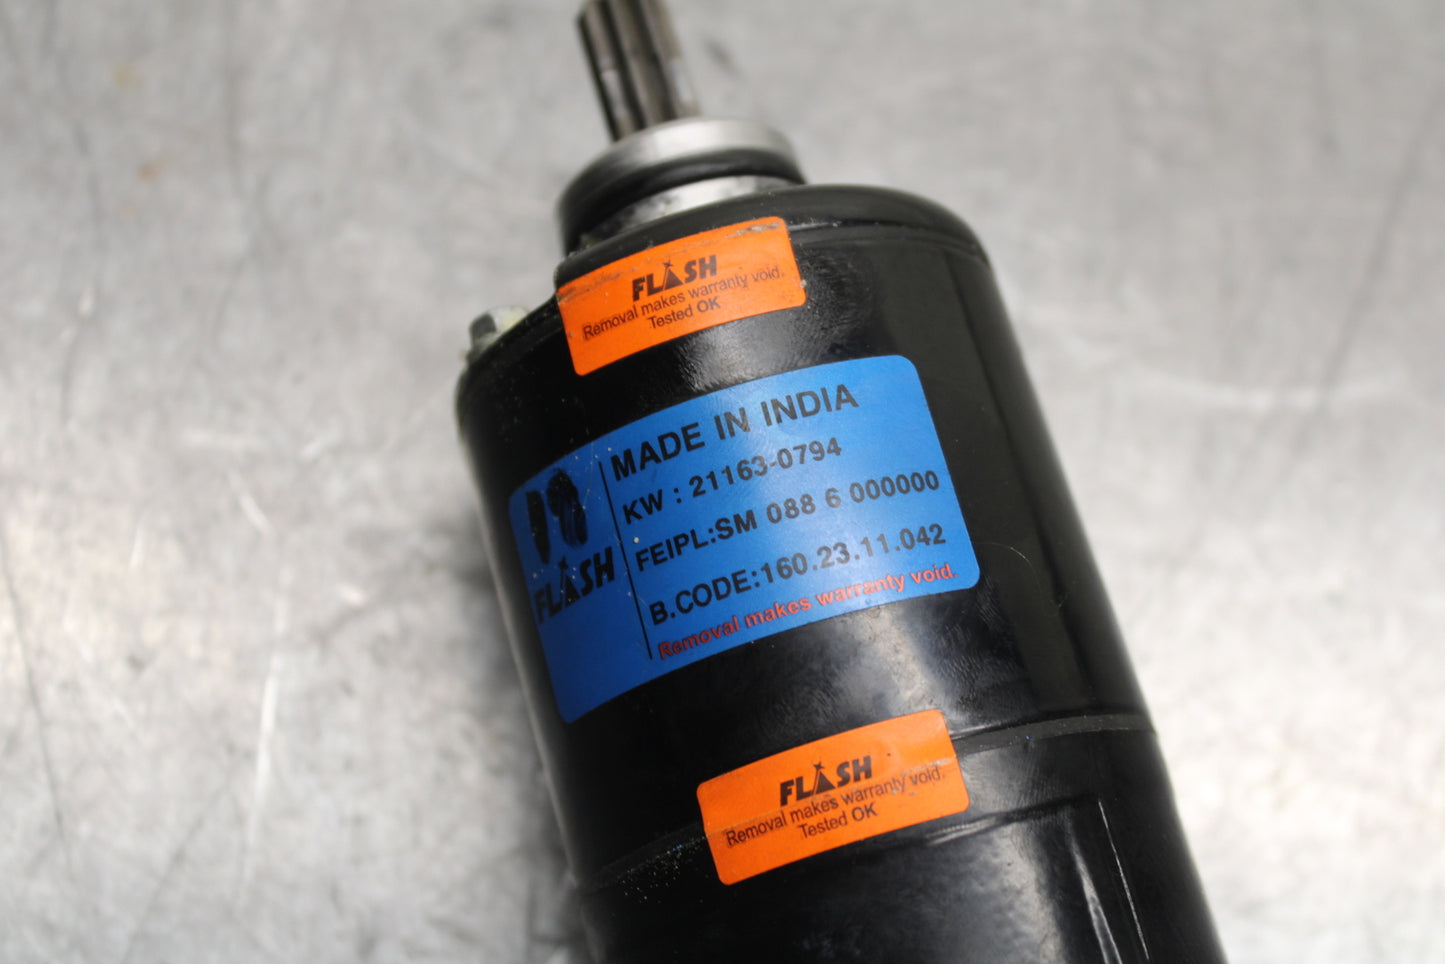 FLASH
Removal makes warranty void.
Tested OK
MADE IN INDIA
KW : 21163-0794
FEIPL:SM 088 6 000000
B.CODE:160.23.11.042
Removal makes warranty void.
FLASH
FLASH
Removal makes warranty void.
Tested OK